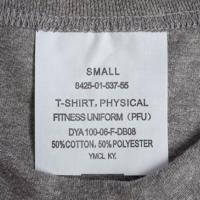 SMALL
8425-01-537-55
T-SHIRT, PHYSICAL
FITNESS UNIFORM (PFU)
DYA 100-06-F-DB08
50%COTTON, 50%POLYESTER
YMCL KY.